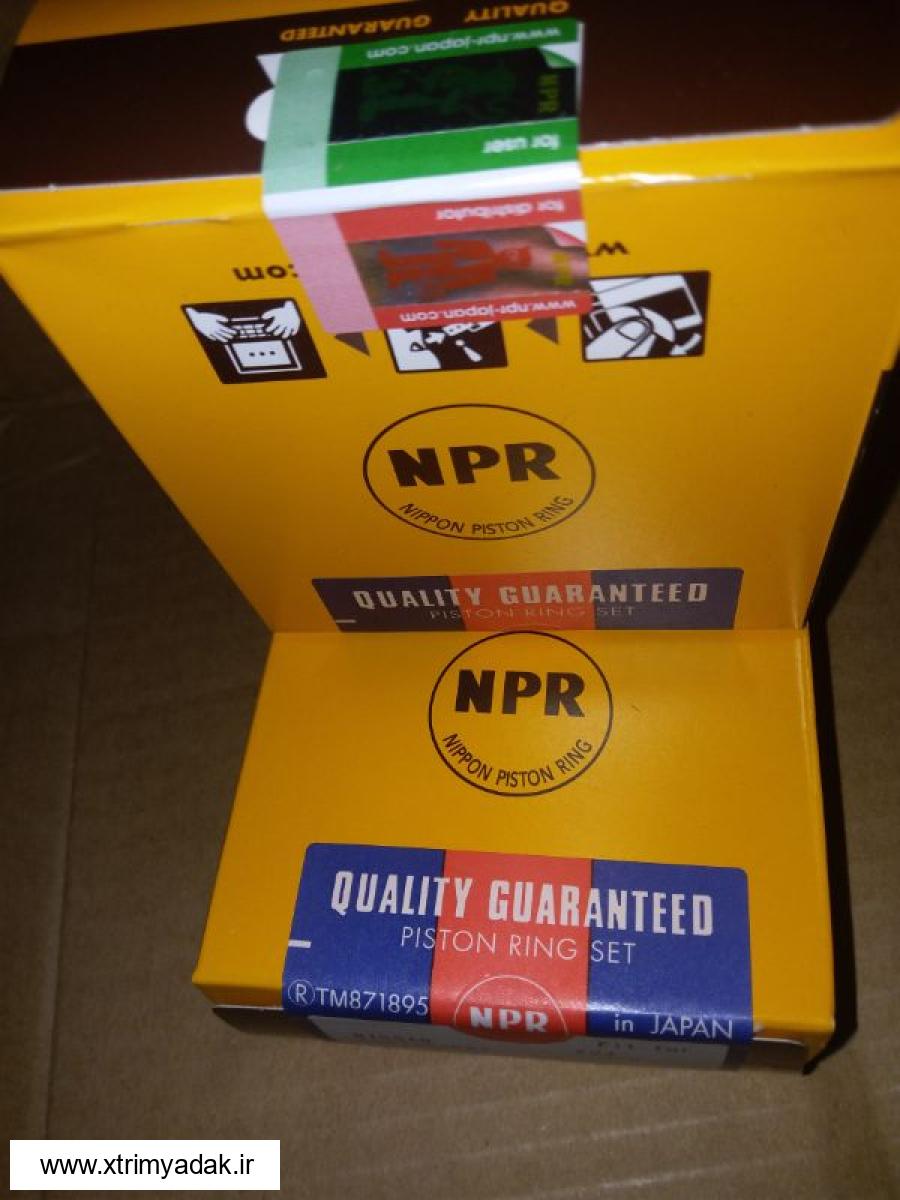 QUALITY GUARANTEED
www.npr-japan.com
NPR
for user
for distributor
www.npr-japan.com
.com
NPR
NIPPON PISTON RING
QUALITY GUARANTEED
PISTON RING SET
NPR
NIPPON PISTON RING
QUALITY GUARANTEED
PISTON RING SET
®TM871895
NPR
in JAPAN
www.xtrimyadak.ir